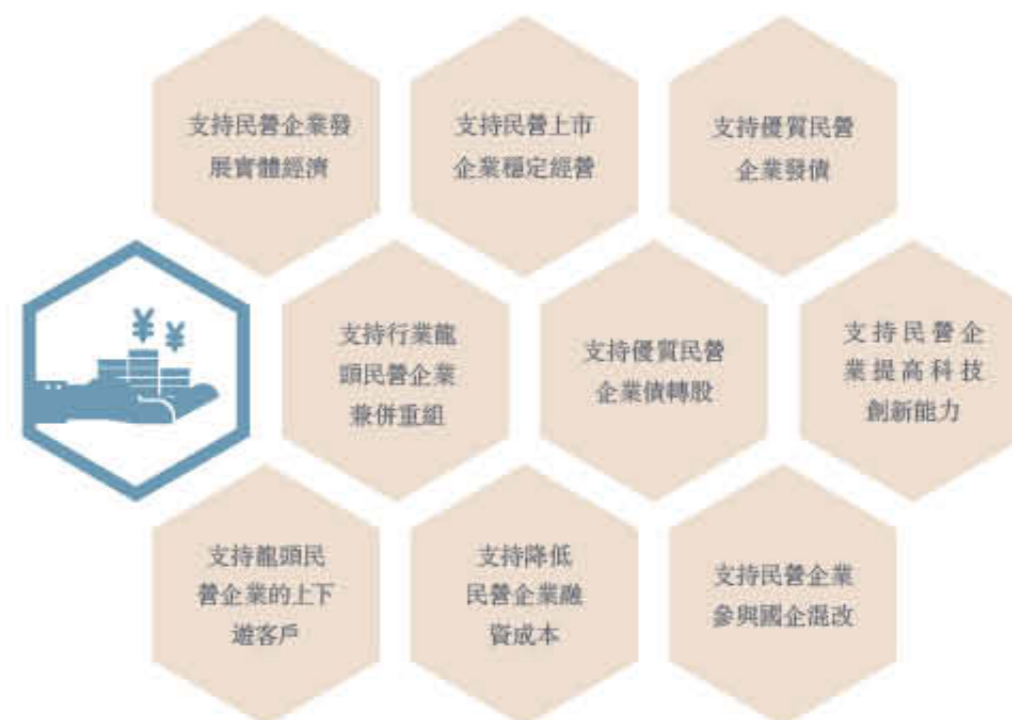 支持民營企業發
展實體經濟
支持民營上市
企業穩定經營
支持優質民營
企業發債
¥ ¥
支持行業龍
頭民營企業
兼併重組
支持優質民營
企業債轉股
支持民營企
業提高科技
創新能力
支持龍頭民
營企業的上下
遊客戶
支持降低
民營企業融
資成本
支持民營企業
參與國企混改